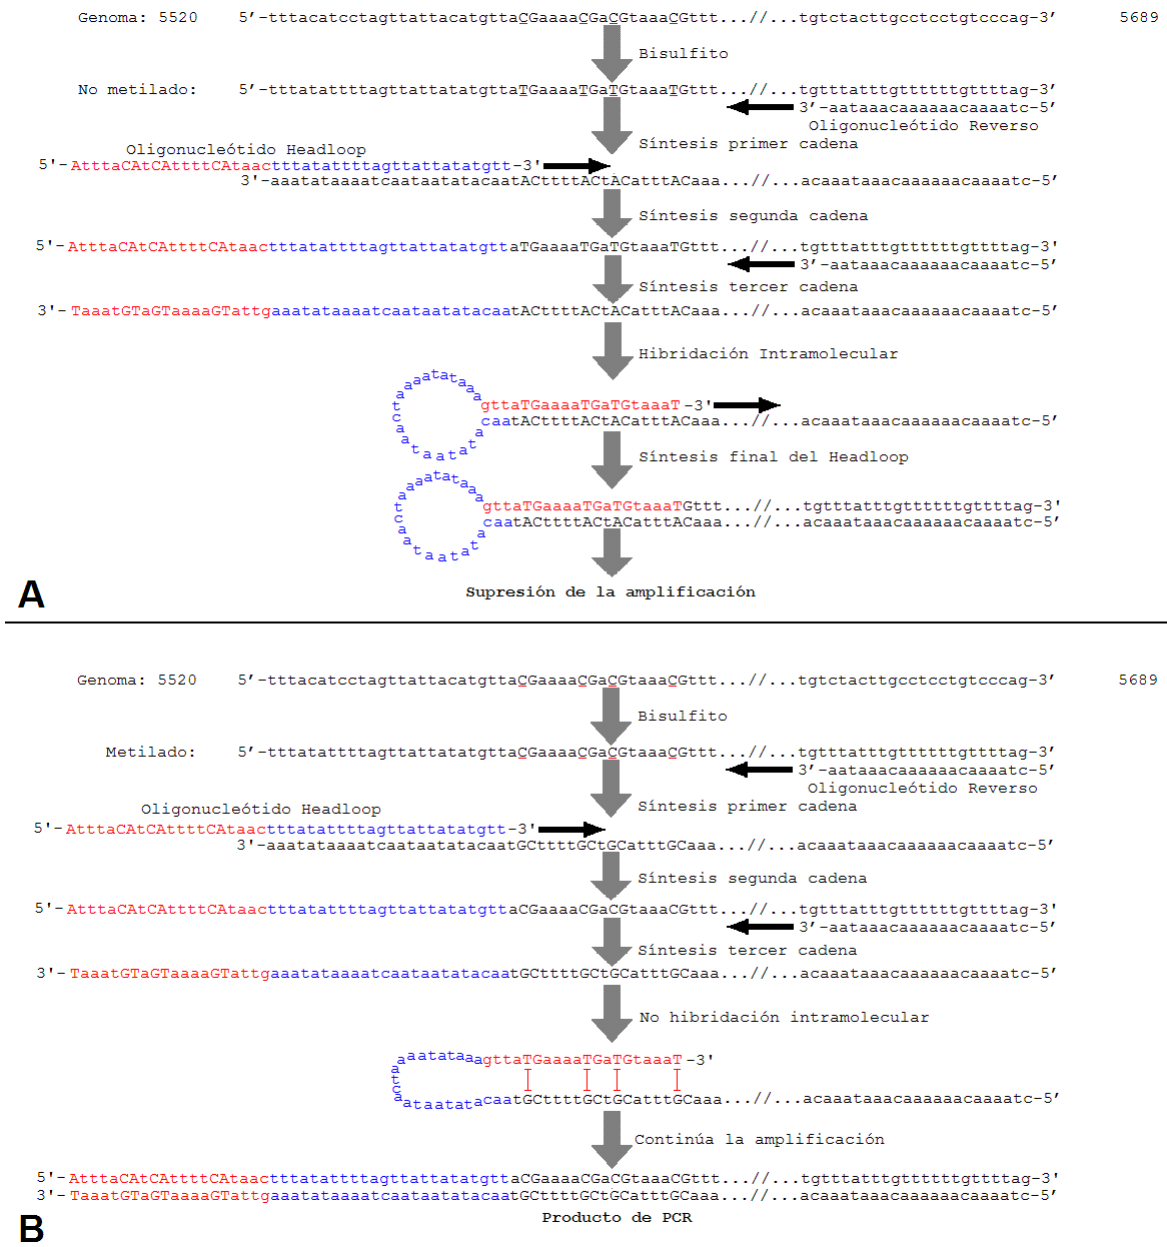 Genoma: 5520 5’-tttacatcctagttattacatgttaCGaaaaCGaCGtaaaCGttt...//...tgtctacttgcctcctgtcccag-3’ 5689
Bisulfito
No metilado: 5’-tttatattttagttattatatgttaTGaaaaTGaTGtaaaTGttt...//...tgtttatttgttttttgttttag-3’
3’-aataaacaaaaaacaaaatc-5’
Oligonucleótido Reverso
Síntesis primer cadena
Oligonucleótido Headloop
5'-AtttaCAtCAttttCAtaactttatattttagttattatatgtt-3'
3'-aaatataaaatcaataatatacaatACttttACtACatttACaaa...//...acaaataaacaaaaaacaaaatc-5’
Síntesis segunda cadena
5'-AtttaCAtCAttttCAtaactttatattttagttattatatgttaTGaaaaTGaTGtaaaTGttt...//...tgtttatttgttttttgttttag-3'
3’-aataaacaaaaaacaaaatc-5’
Síntesis tercer cadena
3'-TaaatGTaGTaaaaGTattgaaatataaaatcaataatatacaatACttttACtACatttACaaa...//...acaaataaacaaaaaacaaaatc-5’
Hibridación Intramolecular
aaatataaaatcaataatata
gttaTGaaaaTGaTGtaaaT-3'
caatACttttACtACatttACaaa...//...acaaataaacaaaaaacaaaatc-5’
Síntesis final del Headloop
aaatataaaatcaataatata
gttaTGaaaaTGaTGtaaaTGttt...//...tgtttatttgttttttgttttag-3'
caatACttttACtACatttACaaa...//...acaaataaacaaaaaacaaaatc-5’
Supresión de la amplificación
A
Genoma: 5520 5’-tttacatcctagttattacatgttaCGaaaaCGaCGtaaaCGttt...//...tgtctacttgcctcctgtcccag-3’ 5689
Bisulfito
Metilado: 5’-tttatattttagttattatatgttaCGaaaaCGaCGtaaaCGttt...//...tgtttatttgttttttgttttag-3’
3’-aataaacaaaaaacaaaatc-5’
Oligonucleótido Reverso
Síntesis primer cadena
Oligonucleótido Headloop
5'-AtttaCAtCAttttCAtaactttatattttagttattatatgtt-3'
3'-aaatataaaatcaataatatacaatGCttttGCtGCatttGCaaa...//...acaaataaacaaaaaacaaaatc-5’
Síntesis segunda cadena
5'-AtttaCAtCAttttCAtaactttatattttagttattatatgttaCGaaaaCGaCGtaaaCGttt...//...tgtttatttgttttttgttttag-3'
3’-aataaacaaaaaacaaaatc-5’
Síntesis tercer cadena
3'-TaaatGTaGTaaaaGTattgaaatataaaatcaataatatacaatGCttttGCtGCatttGCaaa...//...acaaataaacaaaaaacaaaatc-5’
No hibridación intramolecular
aaatataaaatcaataatata
gttaTGaaaaTGaTGtaaaT-3'
caatGCttttGCtGCatttGCaaa...//...acaaataaacaaaaaacaaaatc-5’
Continúa la amplificación
5'-AtttaCAtCAttttCAtaactttatattttagttattatatgttaCGaaaaCGaCGtaaaCGttt...//...tgtttatttgttttttgttttag-3'
3'-TaaatGTaGTaaaaGTattgaaatataaaatcaataatatacaatGCttttGCtGCatttGCaaa...//...acaaataaacaaaaaacaaaatc-5’
Producto de PCR
B